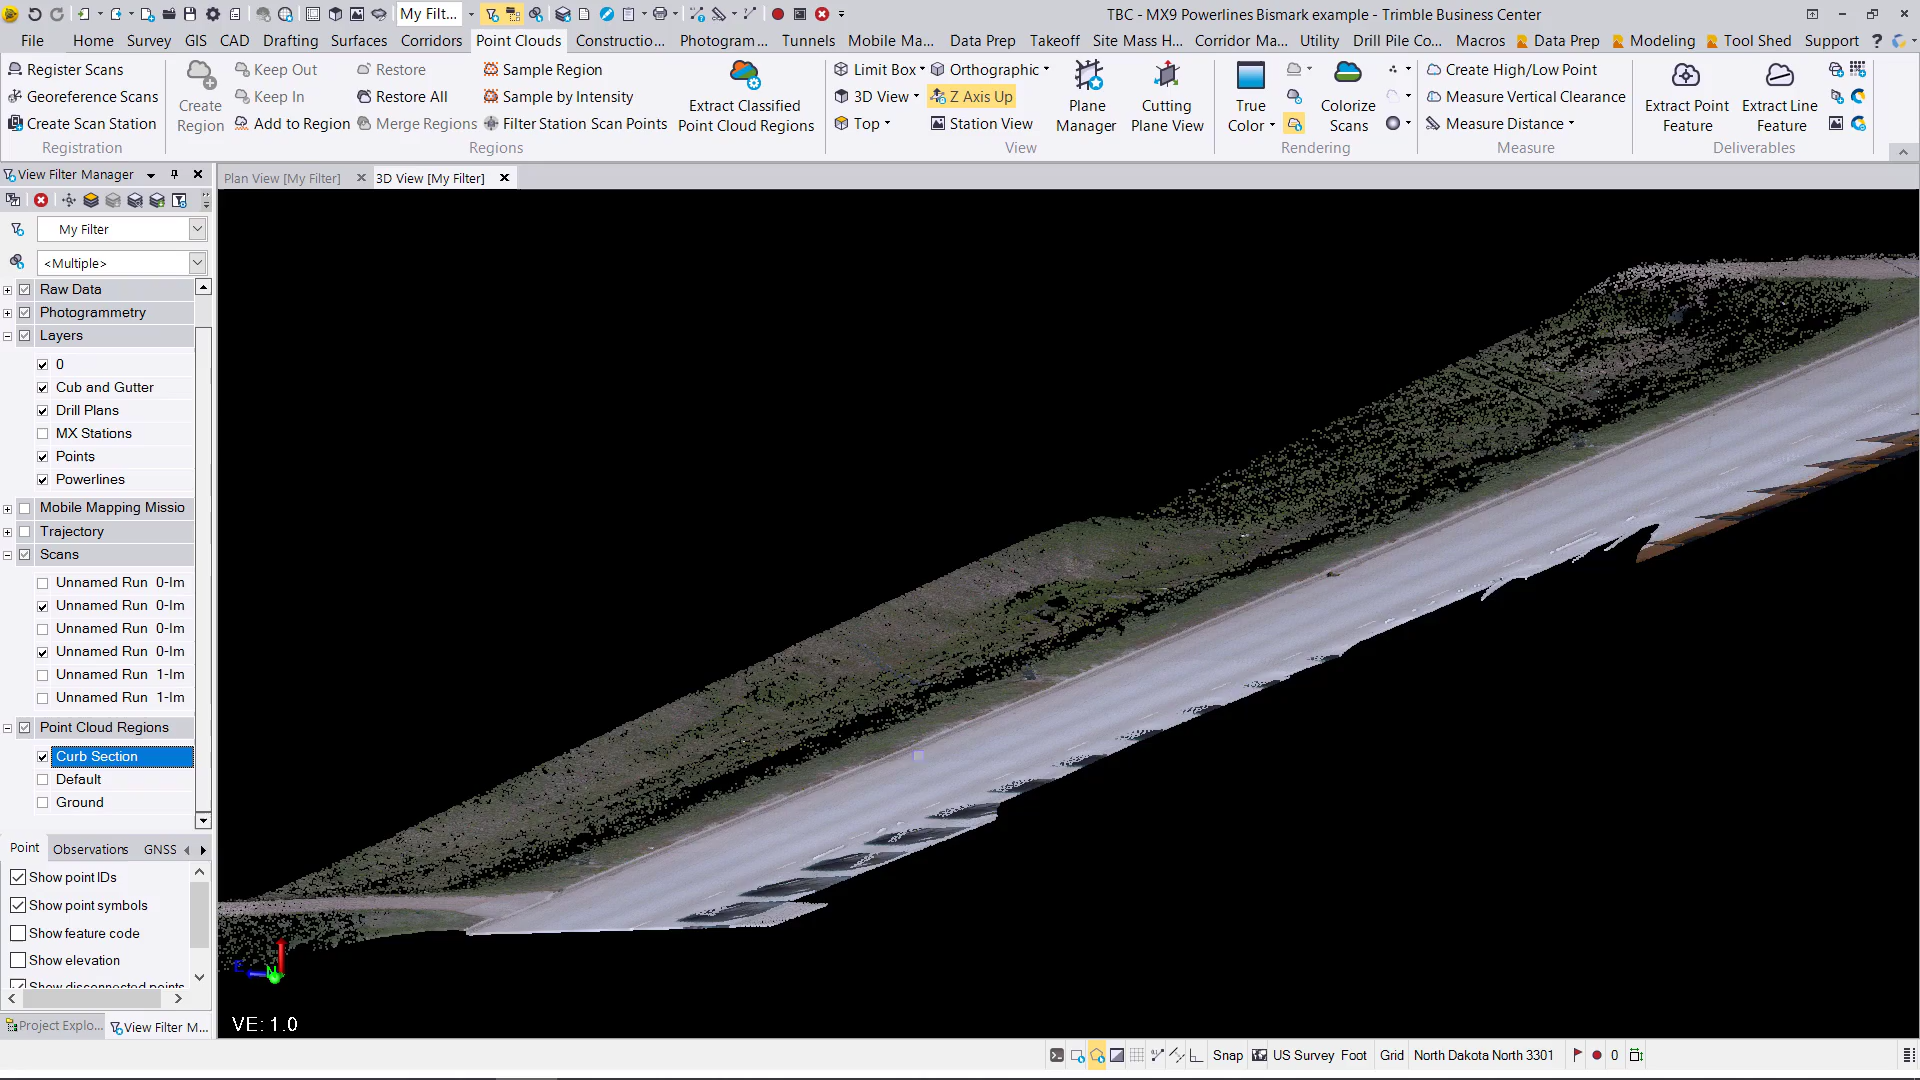 My Filt...
TBC - MX9 Powerlines Bismark example - Trimble Business Center
File Home Survey GIS CAD Drafting Surfaces Corridors Point Clouds Constructio... Photogram... Tunnels Mobile Ma... Data Prep Takeoff Site Mass H... Corridor Ma... Utility Drill Pile Co... Macros Data Prep Modeling Tool Shed Support ?
Register Scans
Georeference Scans
Create Scan Station
Registration
Create Region
Keep Out
Keep In
Add to Region
Restore
Restore All
Merge Regions
Sample Region
Sample by Intensity
Filter Station Scan Points
Extract Classified
Point Cloud Regions
Regions
Limit Box
3D View
Top
Orthographic
Z Axis Up
Station View
Plane Manager
Cutting Plane View
View
True Color
Colorize Scans
Rendering
Create High/Low Point
Measure Vertical Clearance
Measure Distance
Measure
Extract Point Feature
Extract Line Feature
Deliverables
View Filter Manager
Plan View [My Filter]
3D View [My Filter]
My Filter
<Multiple>
Raw Data
Photogrammetry
Layers
0
Cub and Gutter
Drill Plans
MX Stations
Points
Powerlines
Mobile Mapping Missio
Trajectory
Scans
Unnamed Run 0-Im
Unnamed Run 0-Im
Unnamed Run 0-Im
Unnamed Run 0-Im
Unnamed Run 1-Im
Unnamed Run 1-Im
Point Cloud Regions
Curb Section
Default
Ground
Point Observations GNSS
Show point IDs
Show point symbols
Show feature code
Show elevation
Show disconnected points
Project Explo...
View Filter M...
N
VE: 1.0
Snap US Survey Foot Grid North Dakota North 3301 0